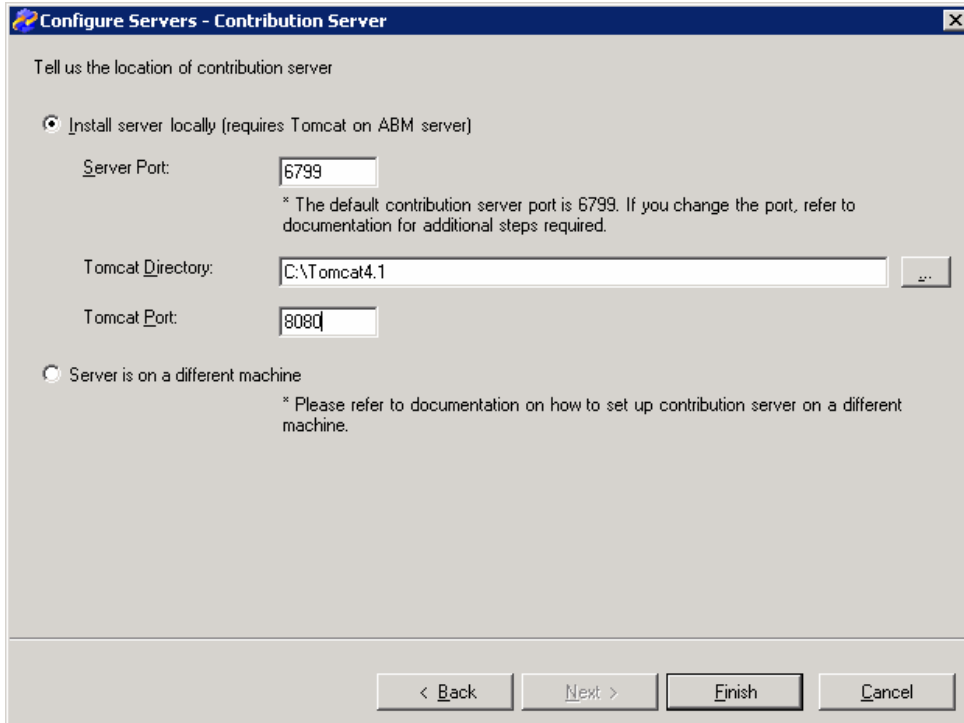 Configure Servers - Contribution Server
Tell us the location of contribution server
Install server locally (requires Tomcat on ABM server)
Server Port:
6799
* The default contribution server port is 6799. If you change the port, refer to
documentation for additional steps required.
Tomcat Directory:
C:\Tomcat4.1
...
Tomcat Port:
8080
Server is on a different machine
* Please refer to documentation on how to set up contribution server on a different
machine.
< Back
Next >
Finish
Cancel